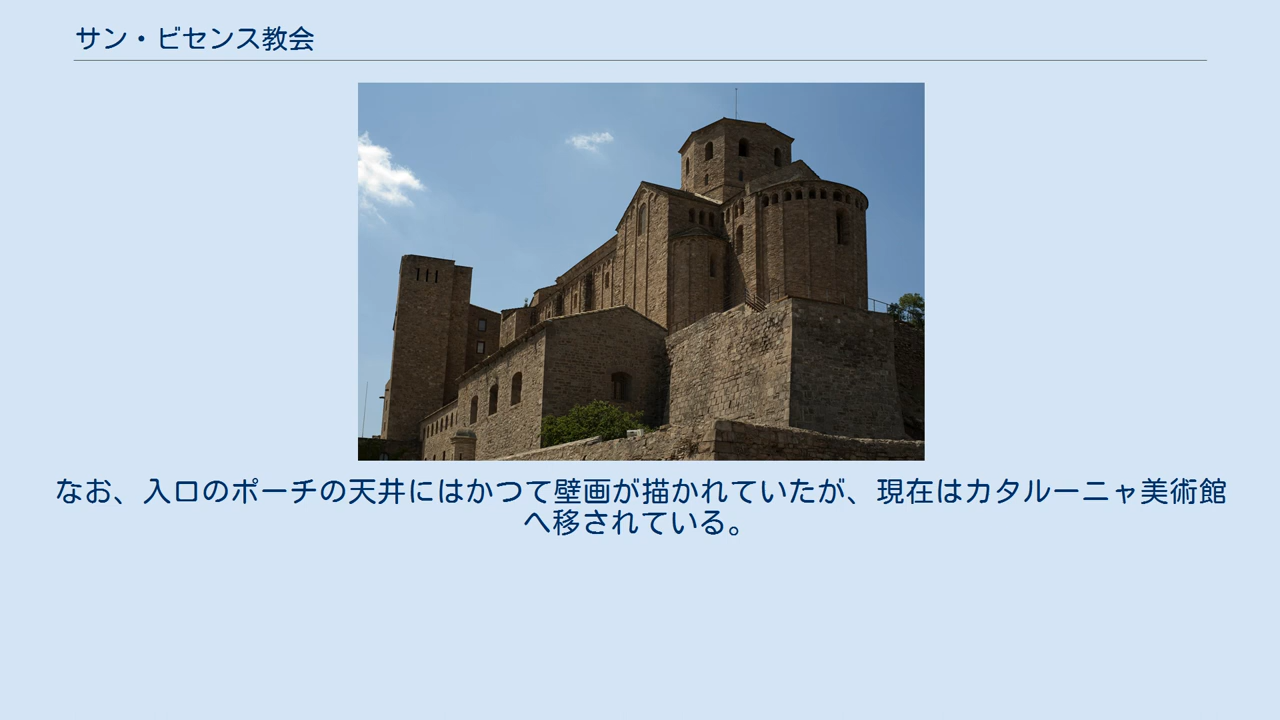 サン・ビセンス教会
なお、入口のポーチの天井にはかつて壁画が描かれていたが、現在はカタルーニャ美術館
へ移されている。